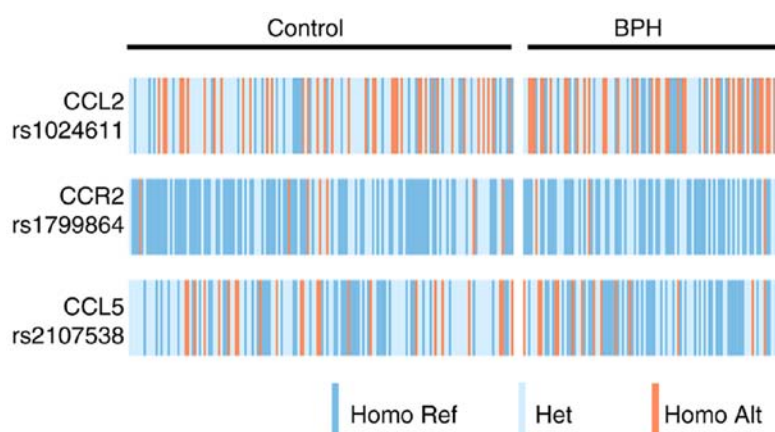 Control BPH
CCL2
rs1024611
CCR2
rs1799864
CCL5
rs2107538
Homo Ref Het Homo Alt